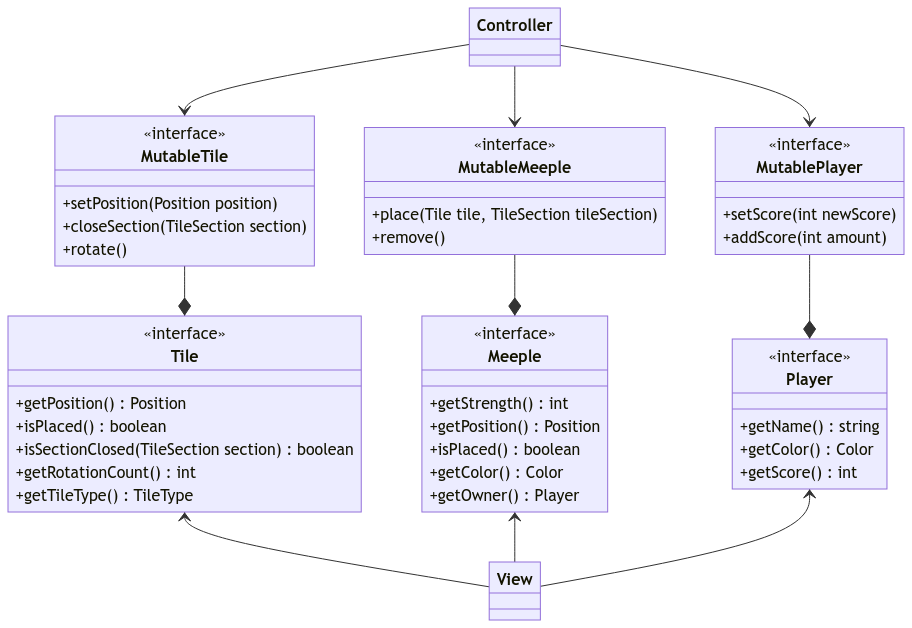 Controller
«interface»
MutableTile
+setPosition(Position position)
+closeSection(TileSection section)
+rotate()
«interface»
MutableMeeple
+place(Tile tile, TileSection tileSection)
+remove()
«interface»
MutablePlayer
+setScore(int newScore)
+addScore(int amount)
«interface»
Tile
+getPosition() : Position
+isPlaced() : boolean
+isSectionClosed(TileSection section) : boolean
+getRotationCount() : int
+getTileType() : TileType
«interface»
Meeple
+getStrength() : int
+getPosition() : Position
+isPlaced() : boolean
+getColor() : Color
+getOwner() : Player
«interface»
Player
+getName() : string
+getColor() : Color
+getScore() : int
View